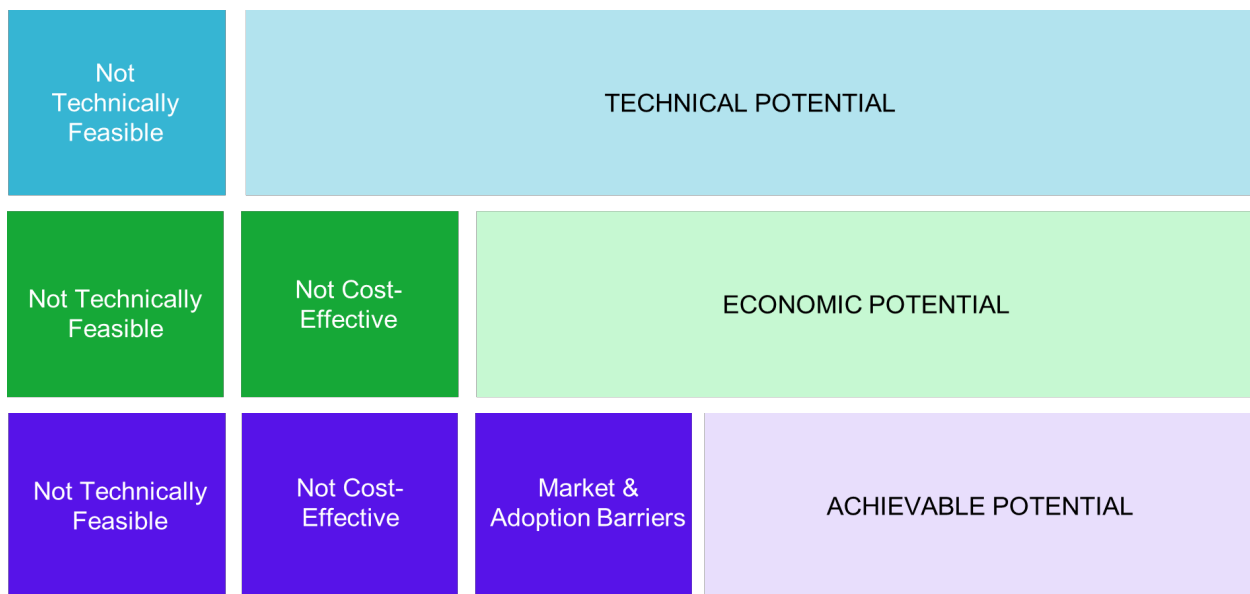 Not
Technically
Feasible
TECHNICAL POTENTIAL
Not Technically
Feasible
Not Cost-
Effective
ECONOMIC POTENTIAL
Not Technically
Feasible
Not Cost-
Effective
Market &
Adoption Barriers
ACHIEVABLE POTENTIAL